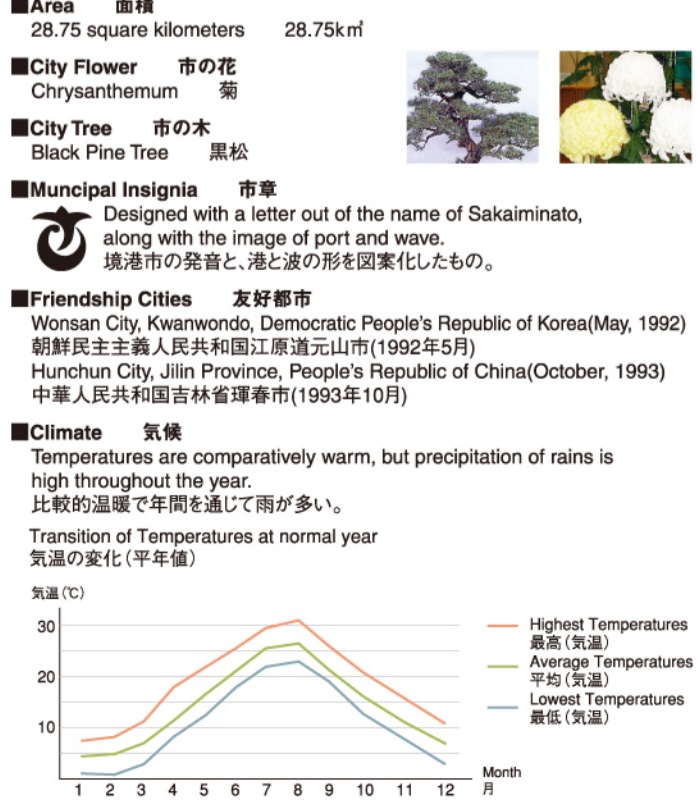 ■Area 面積
28.75 square kilometers 28.75k㎡
■City Flower 市の花
Chrysanthemum 菊
■City Tree 市の木
Black Pine Tree 黒松
■Muncipal Insignia 市章
Designed with a letter out of the name of Sakaiminato,
along with the image of port and wave.
境港市の発音と、港と波の形を図案化したもの。
■Friendship Cities 友好都市
Wonsan City, Kwanwondo, Democratic People's Republic of Korea(May, 1992)
朝鮮民主主義人民共和国江原道元山市(1992年5月)
Hunchun City, Jilin Province, People's Republic of China(October, 1993)
中華人民共和国吉林省琿春市(1993年10月)
■Climate 気候
Temperatures are comparatively warm, but precipitation of rains is
high throughout the year.
比較的温暖で年間を通じて雨が多い。
Transition of Temperatures at normal year
気温の変化（平年値）
気温（℃）
30
20
10
1 2 3 4 5 6 7 8 9 10 11 12
Month
月
Highest Temperatures
最高（気温）
Average Temperatures
平均（気温）
Lowest Temperatures
最低（気温）